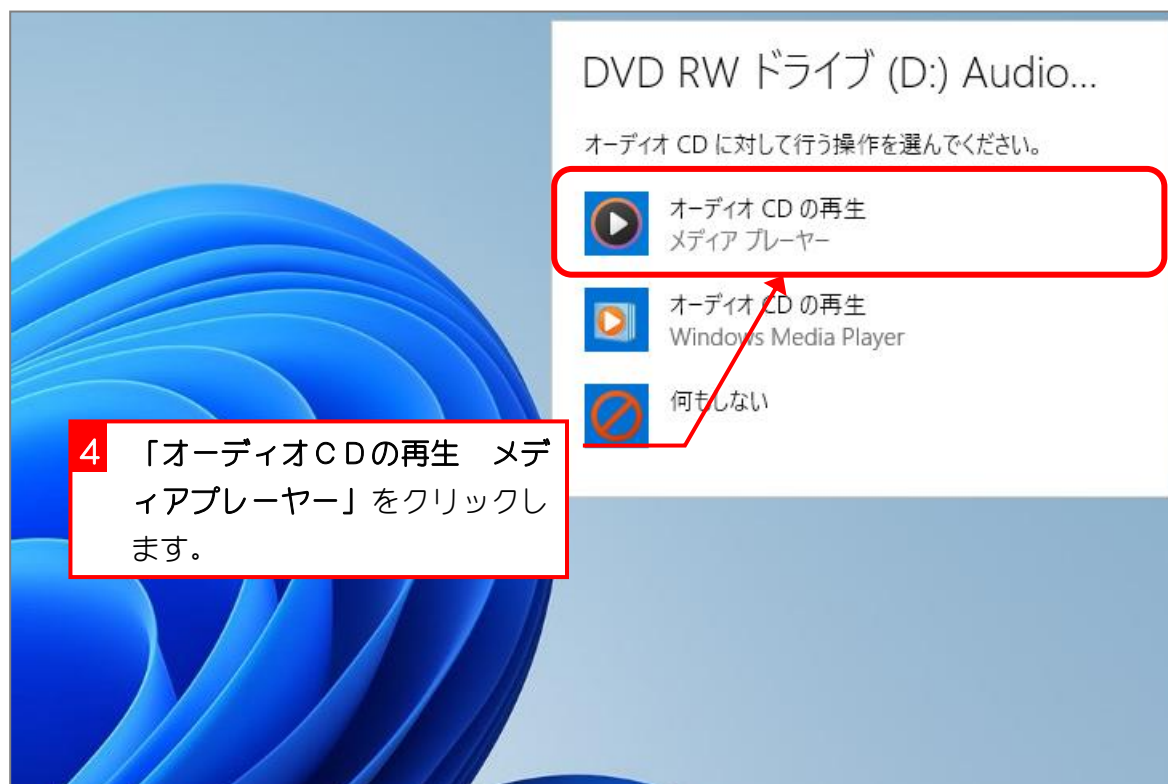 DVD RW ドライブ (D:) Audio...
オーディオ CD に対して行う操作を選んでください。
オーディオ CD の再生
メディア プレーヤー
オーディオ CD の再生
Windows Media Player
何もしない
4 「オーディオＣＤの再生　メデ
ィアプレーヤー」をクリックし
ます。